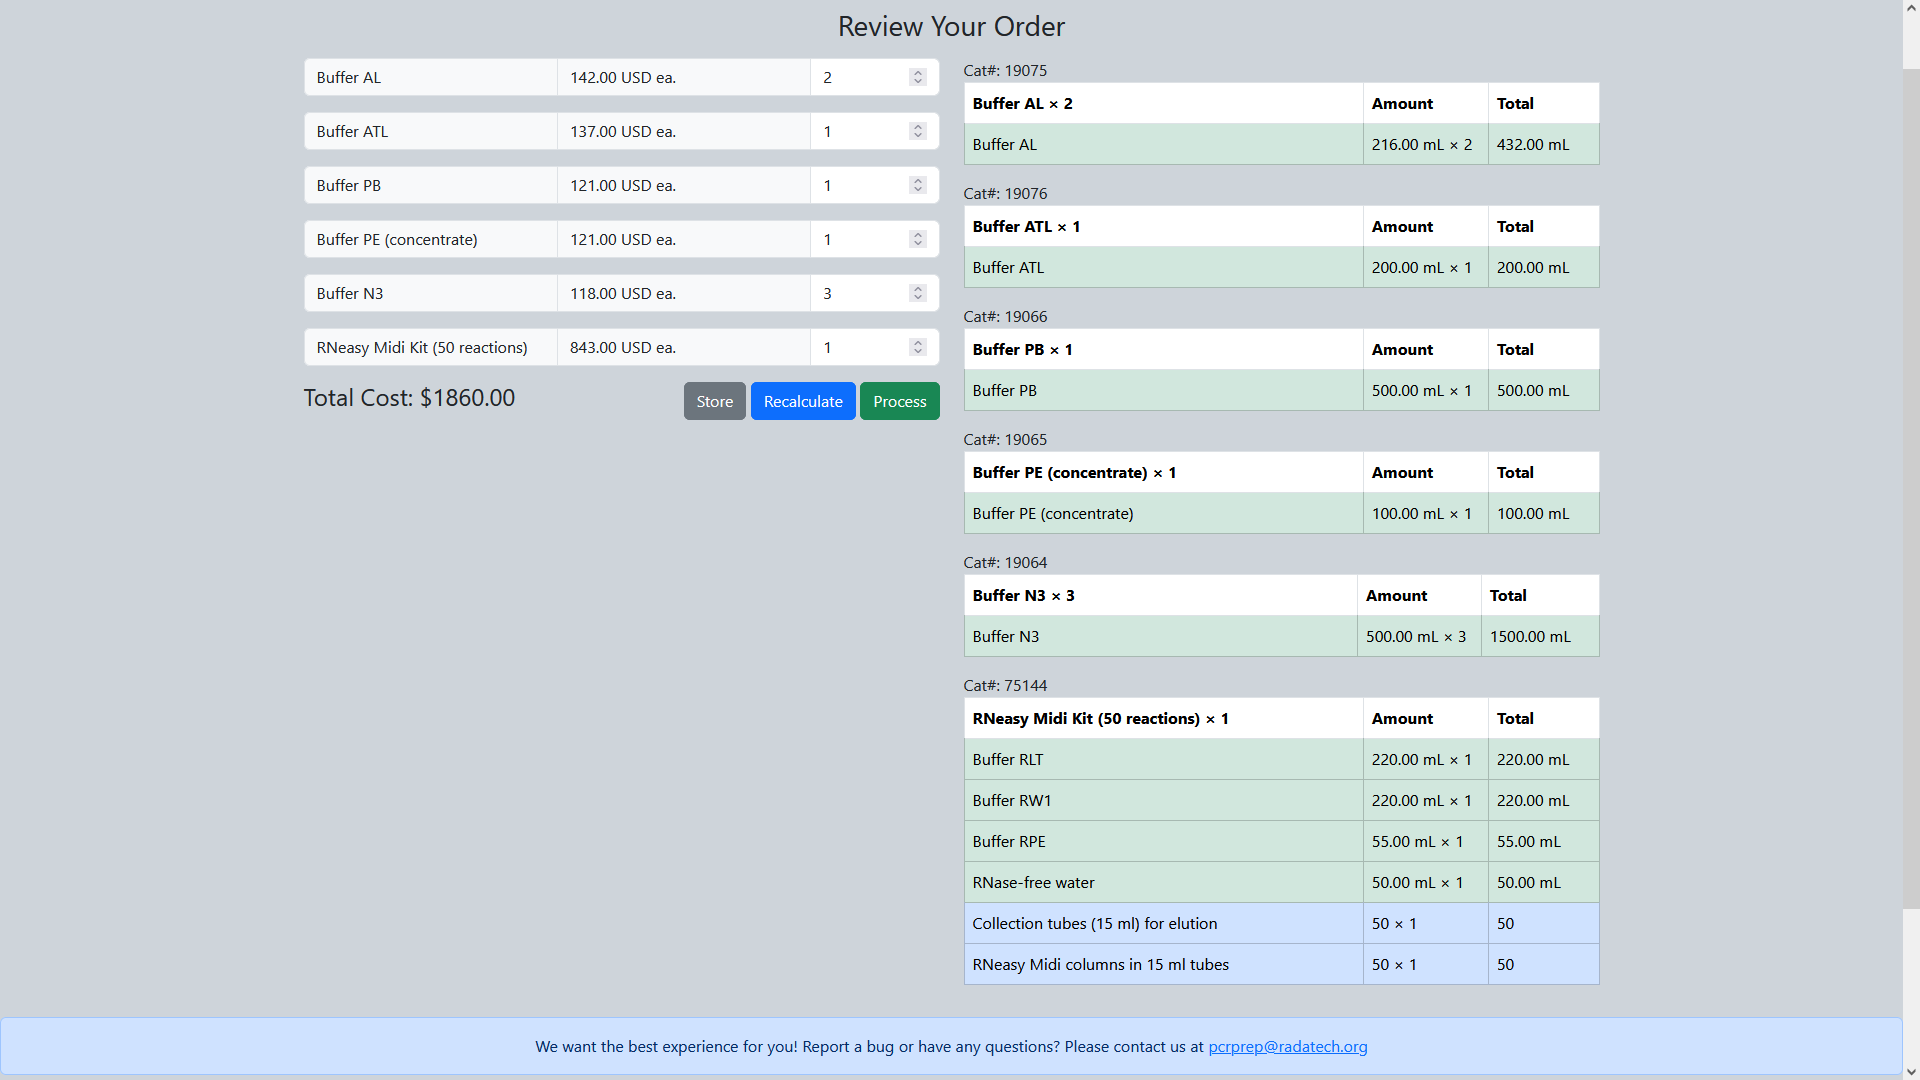 Review Your Order
Buffer AL 142.00 USD ea. 2
Buffer ATL 137.00 USD ea. 1
Buffer PB 121.00 USD ea. 1
Buffer PE (concentrate) 121.00 USD ea. 1
Buffer N3 118.00 USD ea. 3
RNeasy Midi Kit (50 reactions) 843.00 USD ea. 1
Total Cost: $1860.00 Store Recalculate Process
Cat#: 19075
Buffer AL × 2 Amount Total
Buffer AL 216.00 mL × 2 432.00 mL
Cat#: 19076
Buffer ATL × 1 Amount Total
Buffer ATL 200.00 mL × 1 200.00 mL
Cat#: 19066
Buffer PB × 1 Amount Total
Buffer PB 500.00 mL × 1 500.00 mL
Cat#: 19065
Buffer PE (concentrate) × 1 Amount Total
Buffer PE (concentrate) 100.00 mL × 1 100.00 mL
Cat#: 19064
Buffer N3 × 3 Amount Total
Buffer N3 500.00 mL × 3 1500.00 mL
Cat#: 75144
RNeasy Midi Kit (50 reactions) × 1 Amount Total
Buffer RLT 220.00 mL × 1 220.00 mL
Buffer RW1 220.00 mL × 1 220.00 mL
Buffer RPE 55.00 mL × 1 55.00 mL
RNase-free water 50.00 mL × 1 50.00 mL
Collection tubes (15 ml) for elution 50 × 1 50
RNeasy Midi columns in 15 ml tubes 50 × 1 50
We want the best experience for you! Report a bug or have any questions? Please contact us at pcrprep@radatech.org